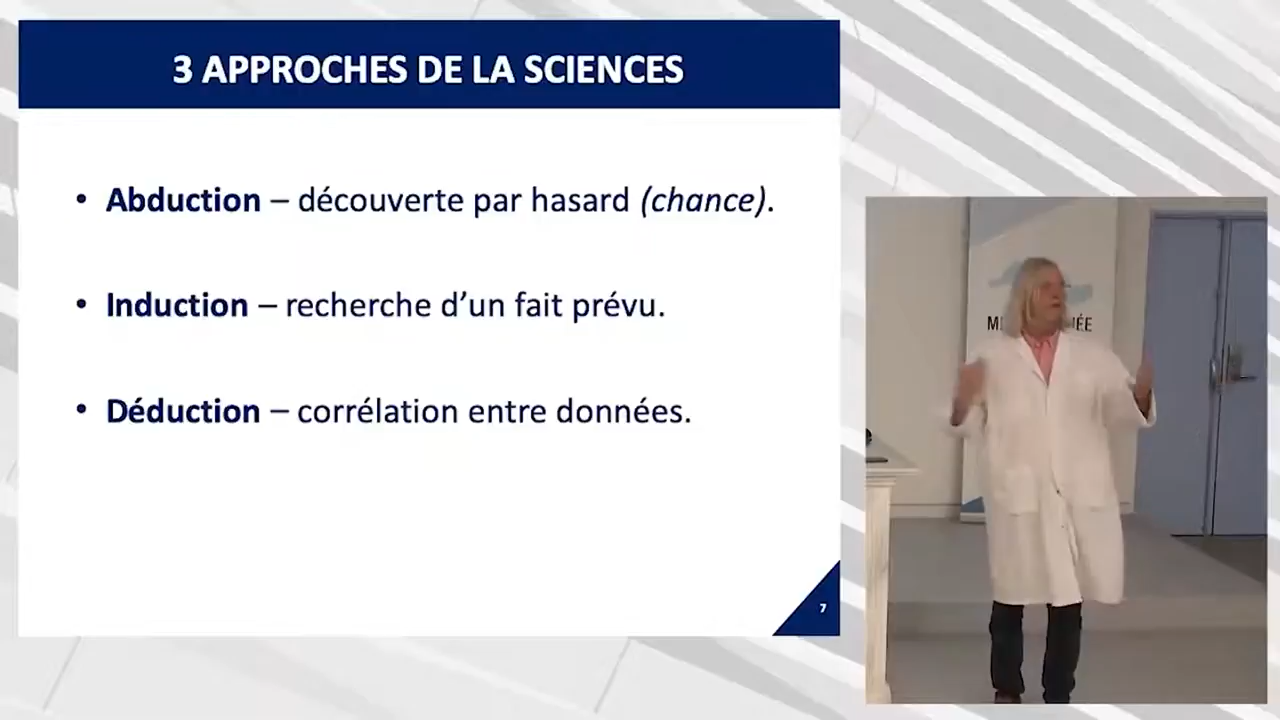 3 APPROCHES DE LA SCIENCES
• Abduction – découverte par hasard (chance).
• Induction – recherche d’un fait prévu.
• Déduction – corrélation entre données.
7